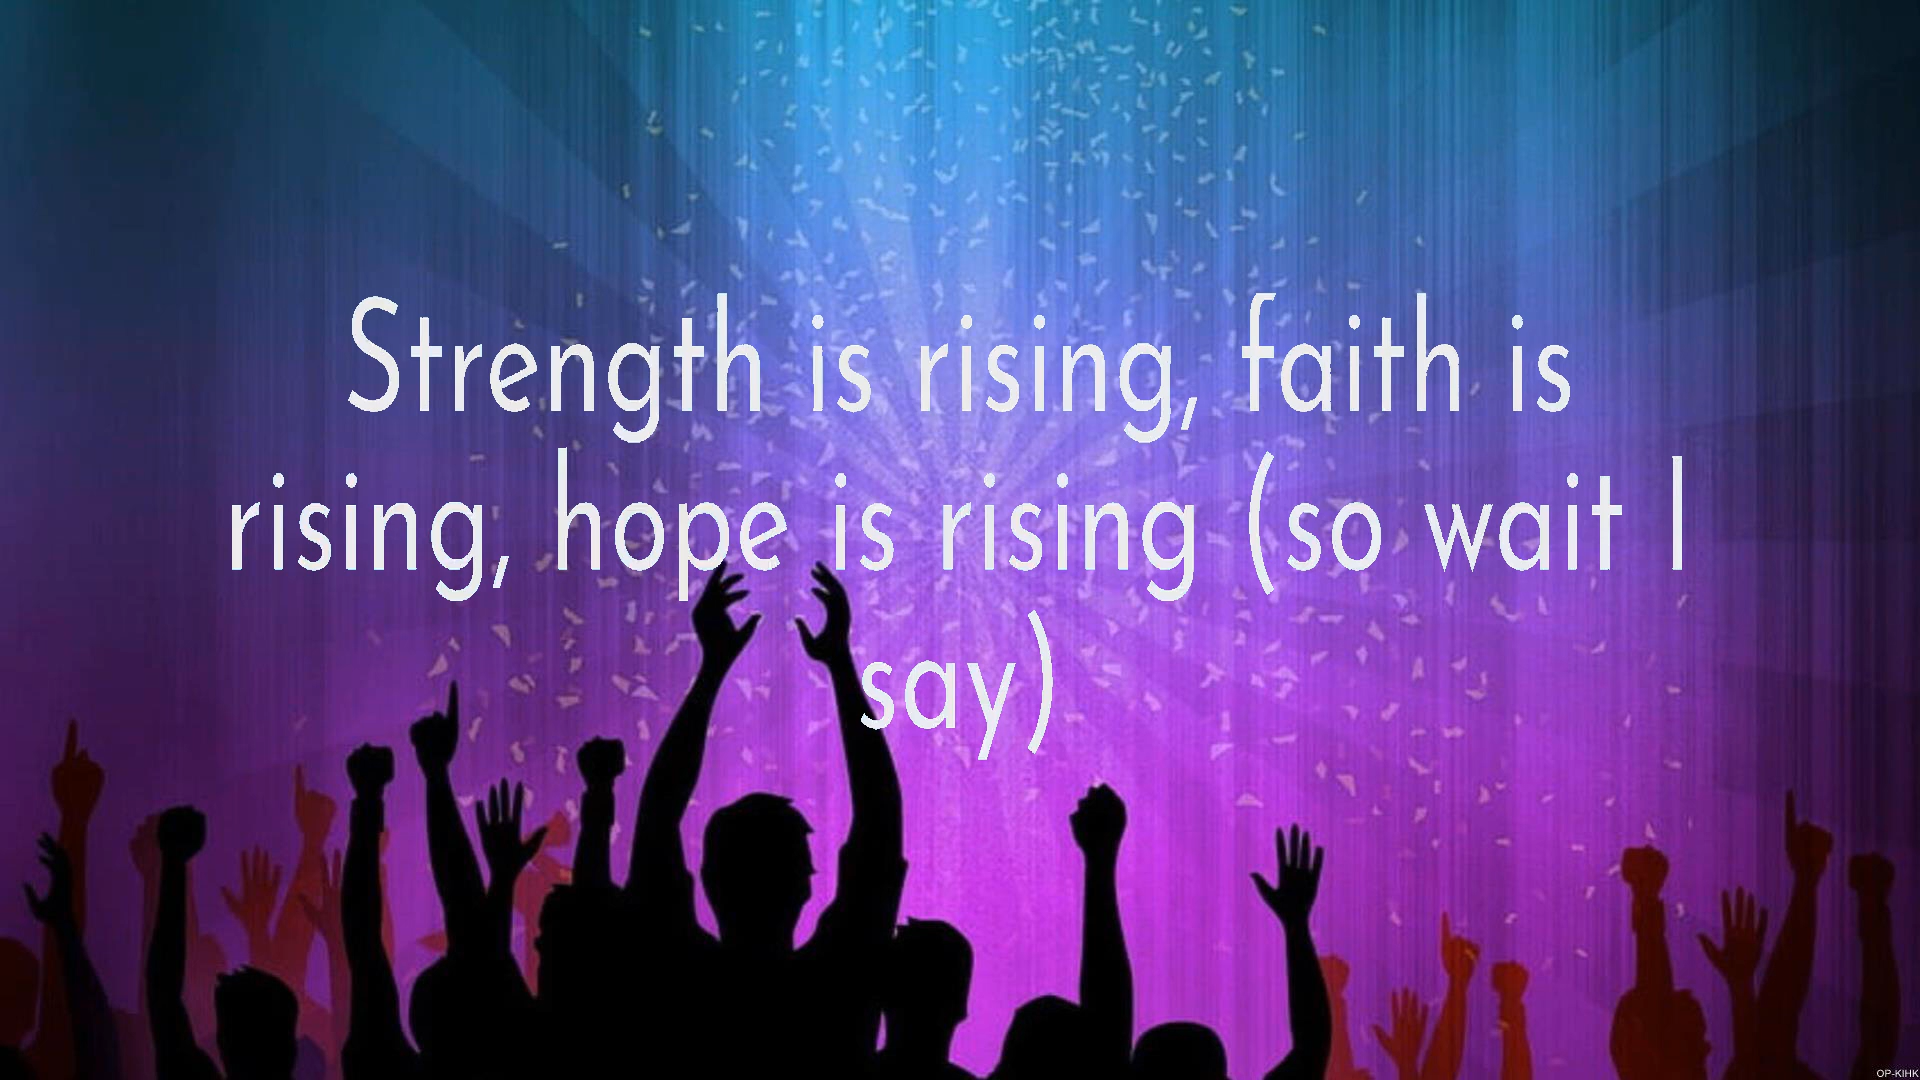 Strength is rising, faith is
rising, hope is rising (so wait I
say)
OP-KIHK